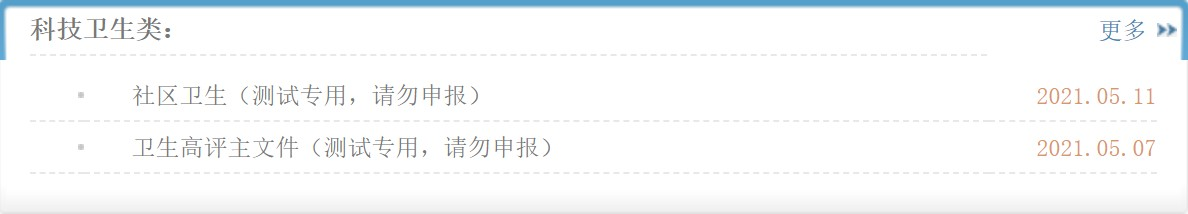 科技卫生类：
更多
社区卫生（测试专用，请勿申报）
2021.05.11
卫生高评主文件（测试专用，请勿申报）
2021.05.07